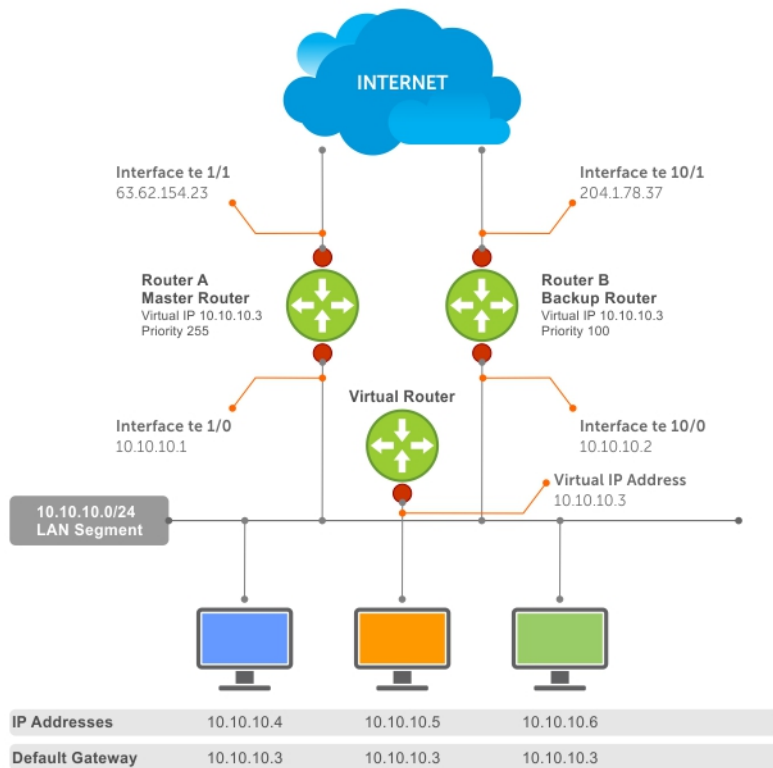 INTERNET
Interface te 1/1
63.62.154.23
Interface te 10/1
204.1.78.37
Router A
Master Router
Virtual IP 10.10.10.3
Priority 255
Router B
Backup Router
Virtual IP 10.10.10.3
Priority 100
Virtual Router
Interface te 1/0
10.10.10.1
Interface te 10/0
10.10.10.2
Virtual IP Address
10.10.10.3
10.10.10.0/24
LAN Segment
IP Addresses 10.10.10.4 10.10.10.5 10.10.10.6
Default Gateway 10.10.10.3 10.10.10.3 10.10.10.3